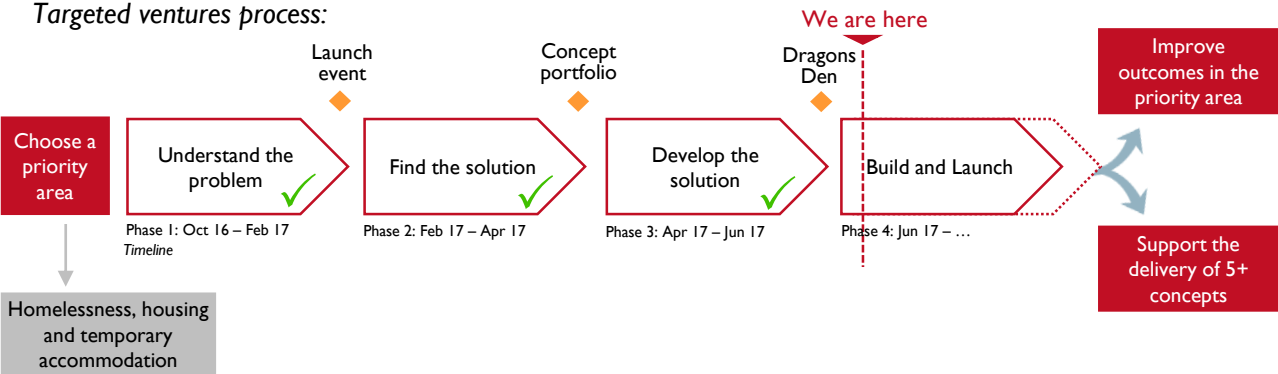 Targeted ventures process:
We are here
Launch
event
Concept
portfolio
Dragons
Den
Improve
outcomes in the
priority area
Choose a
priority
area
Understand the
problem
Find the solution
Develop the
solution
Build and Launch
Phase 1: Oct 16 – Feb 17
Timeline
Phase 2: Feb 17 – Apr 17
Phase 3: Apr 17 – Jun 17
Phase 4: Jun 17 – ...
Support the
delivery of 5+
concepts
Homelessness, housing
and temporary
accommodation